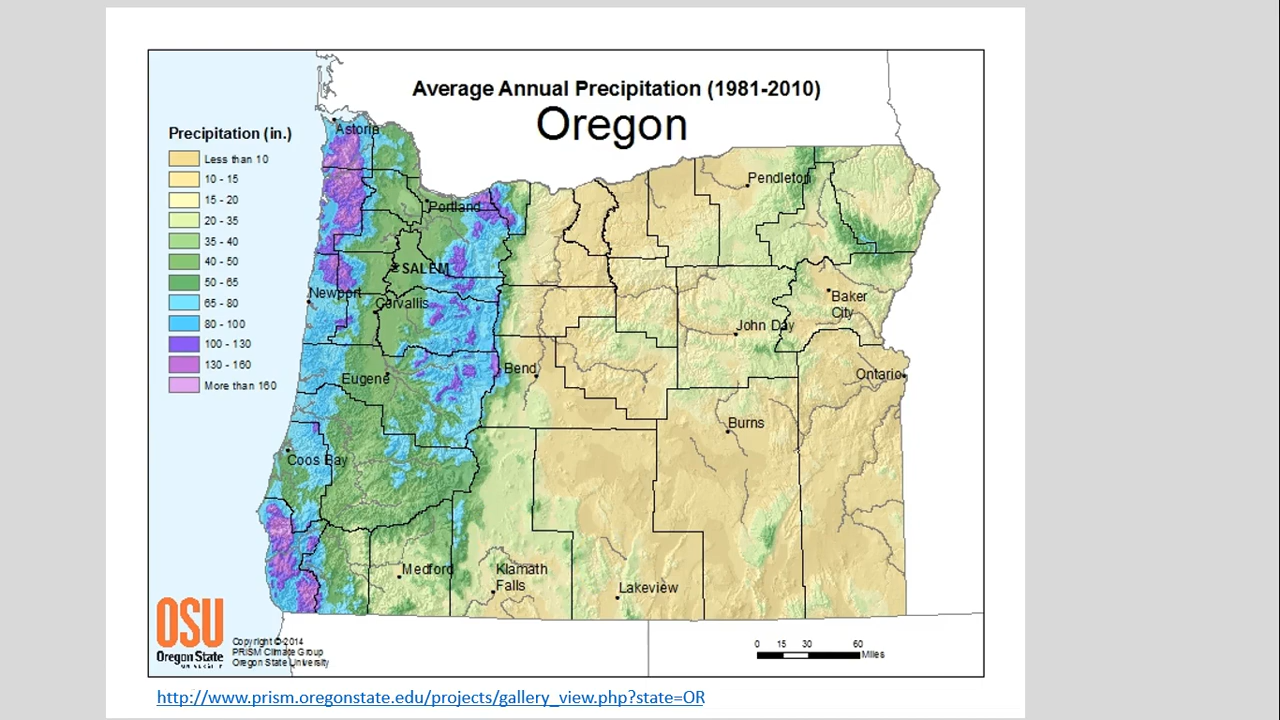 Average Annual Precipitation (1981-2010)
Oregon
Precipitation (in.)
Less than 10
10 - 15
15 - 20
20 - 35
35 - 40
40 - 50
50 - 65
65 - 80
80 - 100
100 - 130
130 - 160
More than 160
Astoria
Pendleton
Portland
SALEM
Newport
Corvallis
Baker
City
John Day
Bend
Ontario
Eugene
Burns
Coos Bay
Medford
Klamath
Falls
Lakeview
OSU
Oregon State
Copyright © 2014
PRISM Climate Group
Oregon State University
0 15 30 60
Miles
http://www.prism.oregonstate.edu/projects/gallery_view.php?state=OR